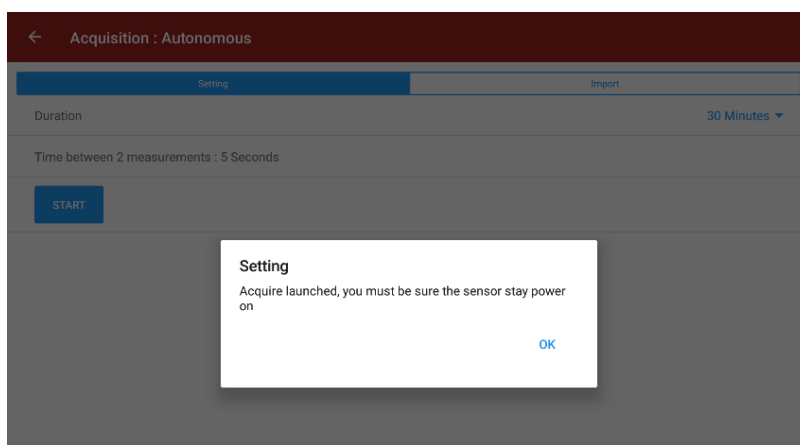 Acquisition : Autonomous
Setting
Import
Duration
30 Minutes
Time between 2 measurements : 5 Seconds
START
Setting
Acquire launched, you must be sure the sensor stay power
on
OK